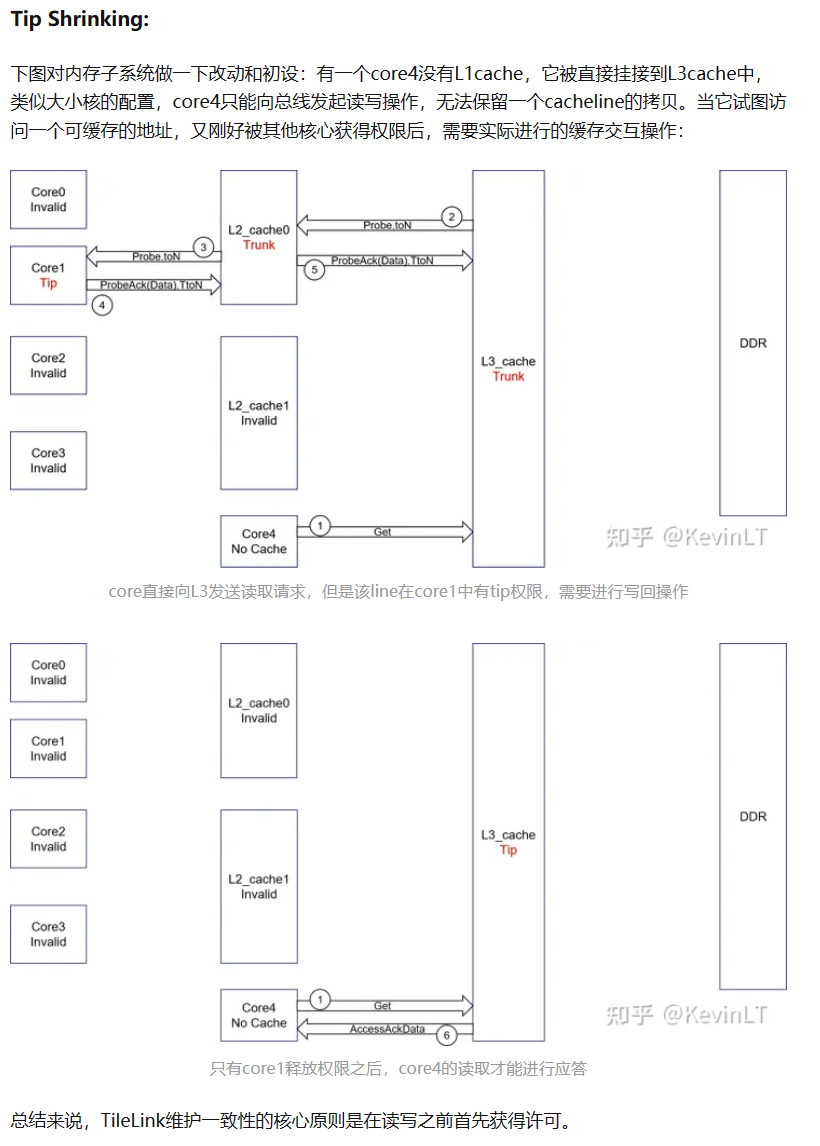 Tip Shrinking:
下图对内存子系统做一下改动和初设：有一个core4没有L1cache，它被直接挂接到L3cache中，
类似大小核的配置，core4只能向总线发起读写操作，无法保留一个cacheline的拷贝。当它试图访
问一个可缓存的地址，又刚好被其他核心获得权限后，需要实际进行的缓存交互操作：
Core0
Invalid
L2_cache0
Trunk
2
Probe.toN
3
Probe.toN
Core1
Tip
ProbeAck(Data).TtoN
4
5
ProbeAck(Data).TtoN
Core2
Invalid
L3_cache
Trunk
DDR
L2_cache1
Invalid
Core3
Invalid
Core4
No Cache
1
Get
知乎 @KevinLT
core直接向L3发送读取请求，但是该line在core1中有tip权限，需要进行写回操作
Core0
Invalid
L2_cache0
Invalid
Core1
Invalid
Core2
Invalid
L3_cache
Tip
DDR
L2_cache1
Invalid
Core3
Invalid
Core4
No Cache
1
Get
AccessAckData
6
知乎 @KevinLT
只有core1释放权限之后，core4的读取才能进行应答
总结来说，TileLink维护一致性的核心原则是在读写之前首先获得许可。